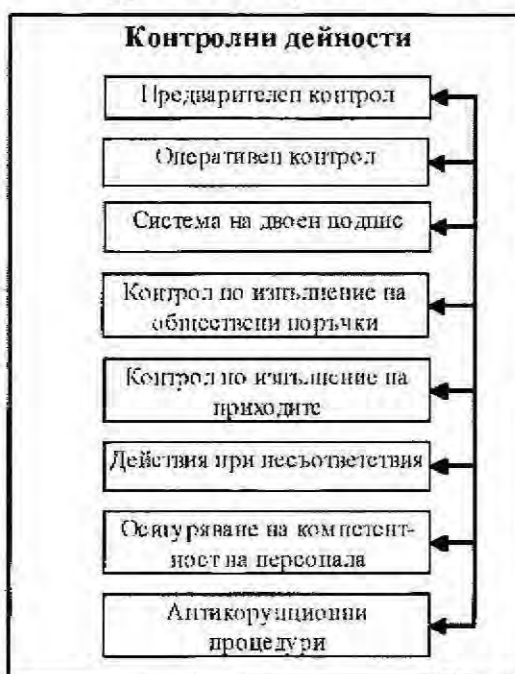 Контролни дейности
Предварителен контрол
Оперативен контрол
Система на двоен подпис
Контрол по изпълнение на
обществени поръчки
Контрол по изпълнение на
приходите
Действия при несъответствия
Осигуряване на компетент-
ност на персонала
Антикорупционни
процедури